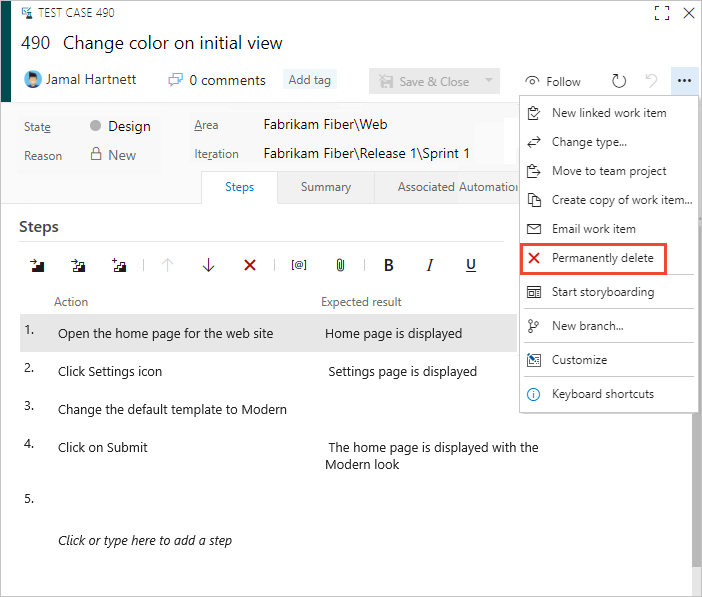 TEST CASE 490
490 Change color on initial view
Jamal Hartnett 0 comments Add tag Save & Close Follow
State Design Area Fabrikam Fiber\Web
Reason New Iteration Fabrikam Fiber\Release 1\Sprint 1
Steps Summary Associated Automation
New linked work item
Change type...
Move to team project
Create copy of work item...
Email work item
Permanently delete
Start storyboarding
New branch...
Customize
Keyboard shortcuts
Steps
[@] B I U
Action Expected result
1. Open the home page for the web site Home page is displayed
2. Click Settings icon Settings page is displayed
3. Change the default template to Modern
4. Click on Submit The home page is displayed with the
Modern look
5.
Click or type here to add a step